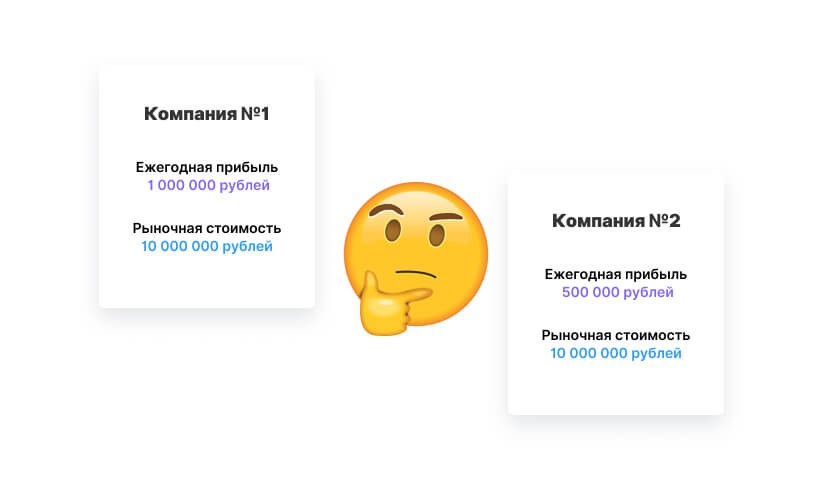 Компания №1
Ежегодная прибыль
1 000 000 рублей
Рыночная стоимость
10 000 000 рублей
Компания №2
Ежегодная прибыль
500 000 рублей
Рыночная стоимость
10 000 000 рублей